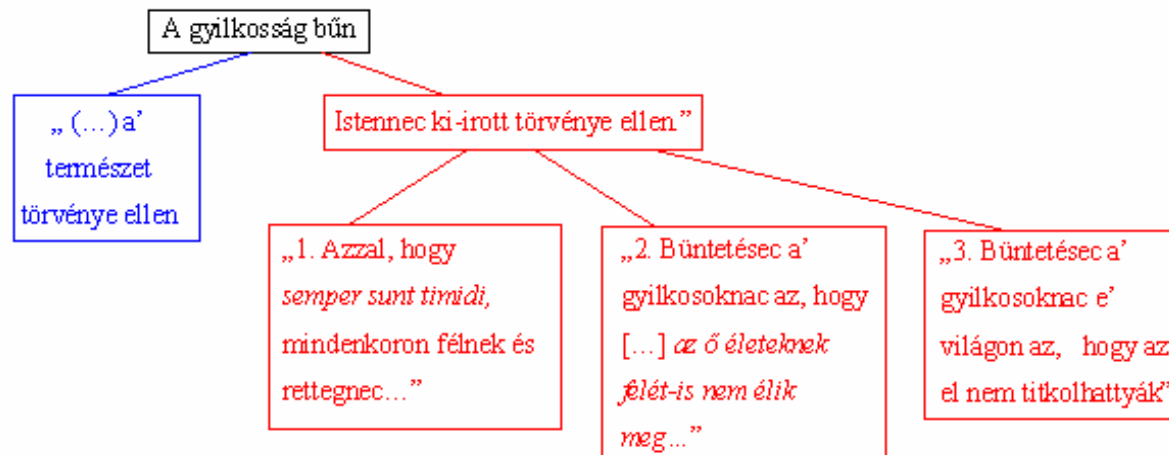 A gyilkosság bűn
„ (…) a’
természet
törvénye ellen
Istennec ki-irott törvénye ellen.”
„1. Azzal, hogy
semper sunt timidi,
mindenkoron félnek és
rettegnec…”
„2. Büntetésec a’
gyilkosoknac az, hogy
[…] az ő életeknek
felét-is nem élik
meg…”
„3. Büntetésec a’
gyilkosoknac e’
világon az, hogy az
el nem titkolhattyák”